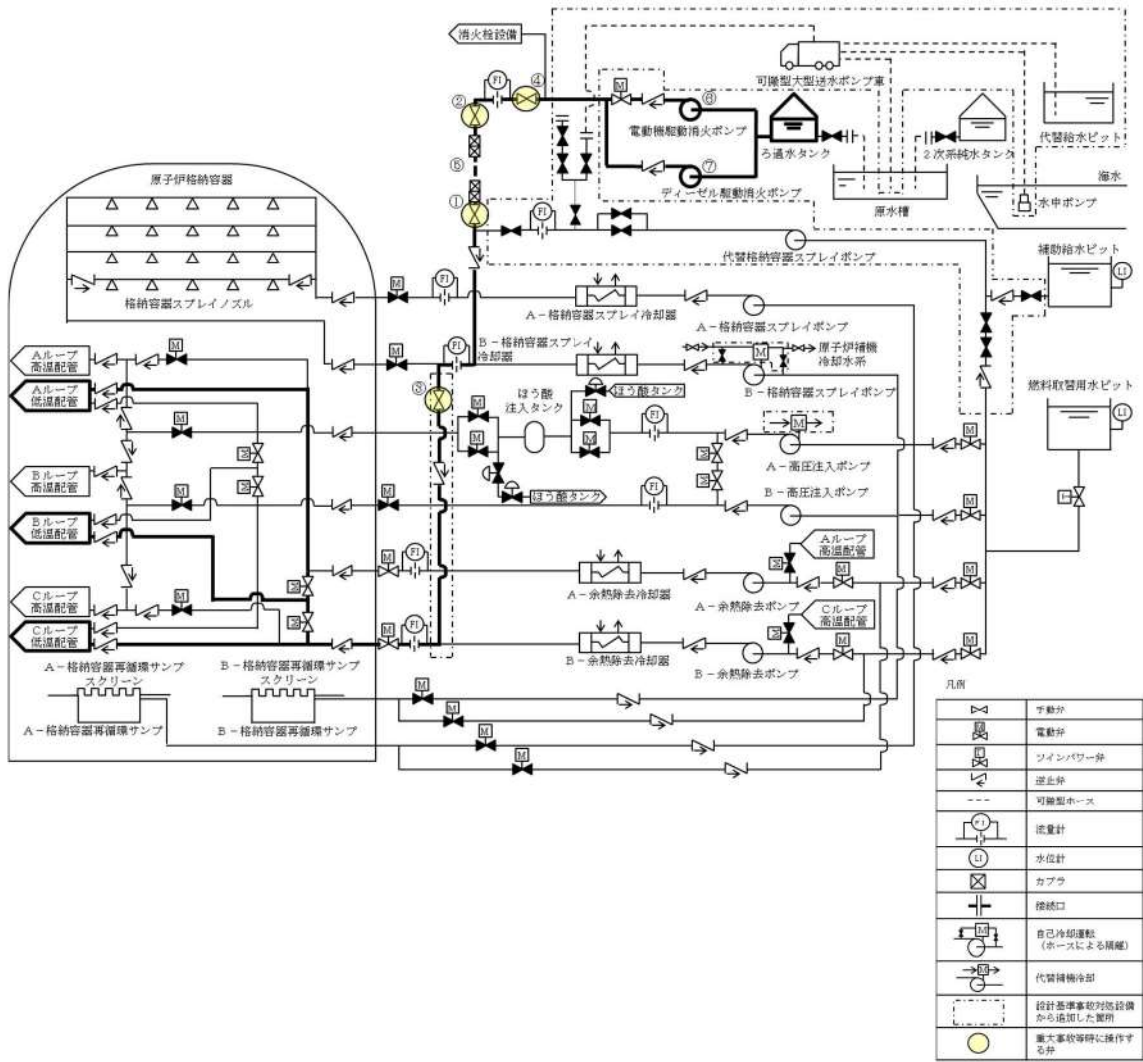 消火栓設備
FI
④
②
M
⑥
電動機駆動消火ポンプ
可搬型大型送水ポンプ車
ろ過水タンク
2次系純水タンク
代替給水ピット
⑤
⑦
ディーゼル駆動消火ポンプ
原水槽
海水
水中ポンプ
①
FI
代替格納容器スプレイポンプ
補助給水ピット
LI
原子炉格納容器
格納容器スプレイノズル
M
FI
A-格納容器スプレイ冷却器
A-格納容器スプレイポンプ
M
FI
B-格納容器スプレイ
冷却器
M
原子炉補機
冷却水系
B-格納容器スプレイポンプ
燃料取替用水ピット
LI
Aループ
高温配管
M
Aループ
低温配管
③
ほう酸
注入タンク
ほう酸タンク
M
M
M
M
M
FI
M
A-高圧注入ポンプ
M
M
M
Bループ
高温配管
M
M
M
M
ほう酸タンク
FI
B-高圧注入ポンプ
M
Bループ
低温配管
Aループ
高温配管
M
M
FI
A-余熱除去冷却器
A-余熱除去ポンプ
M
M
M
Cループ
高温配管
M
M
Cループ
高温配管
Cループ
低温配管
M
FI
B-余熱除去冷却器
B-余熱除去ポンプ
M
M
M
A-格納容器再循環サンプ
スクリーン
B-格納容器再循環サンプ
スクリーン
A-格納容器再循環サンプ
B-格納容器再循環サンプ
M
M
M
M
凡例
手動弁
M
電動弁
ツインパワー弁
逆止弁
可搬型ホース
FI
流量計
LI
水位計
カプラ
接続口
M
自己冷却運転
(ホースによる隔離)
M
代替補機冷却
設計基準事故対処設備
から追加した箇所
重大事故等時に操作す
る弁